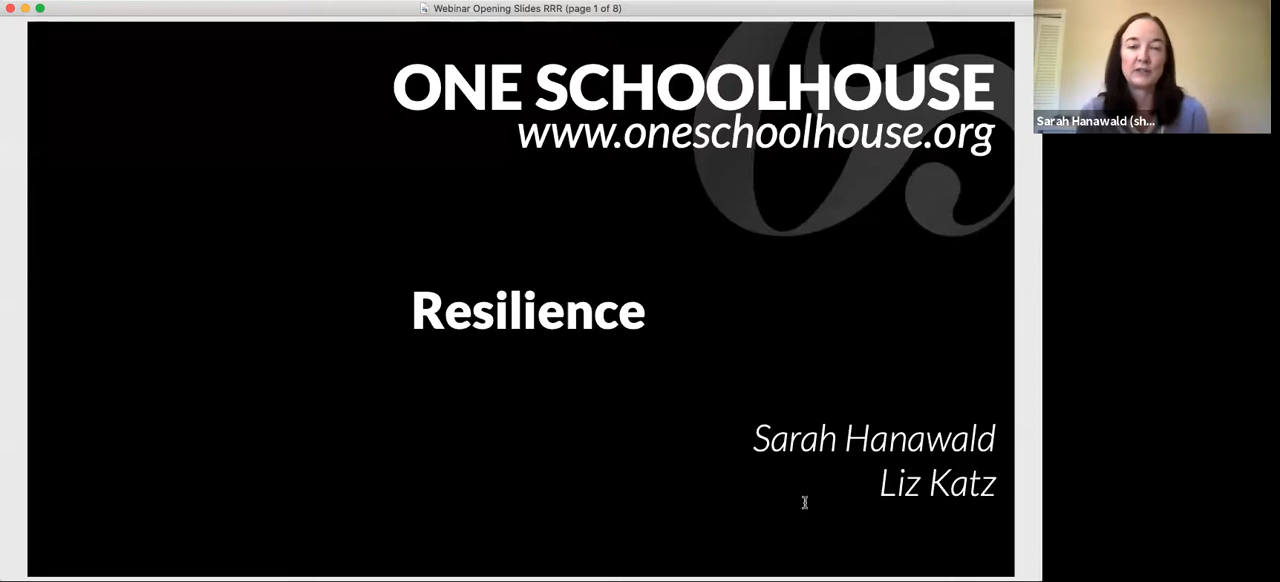 Webinar Opening Slides RRR (page 1 of 8)
ONE SCHOOLHOUSE
www.oneschoolhouse.org
Resilience
Sarah Hanawald
Liz Katz
Sarah Hanawald (sh...